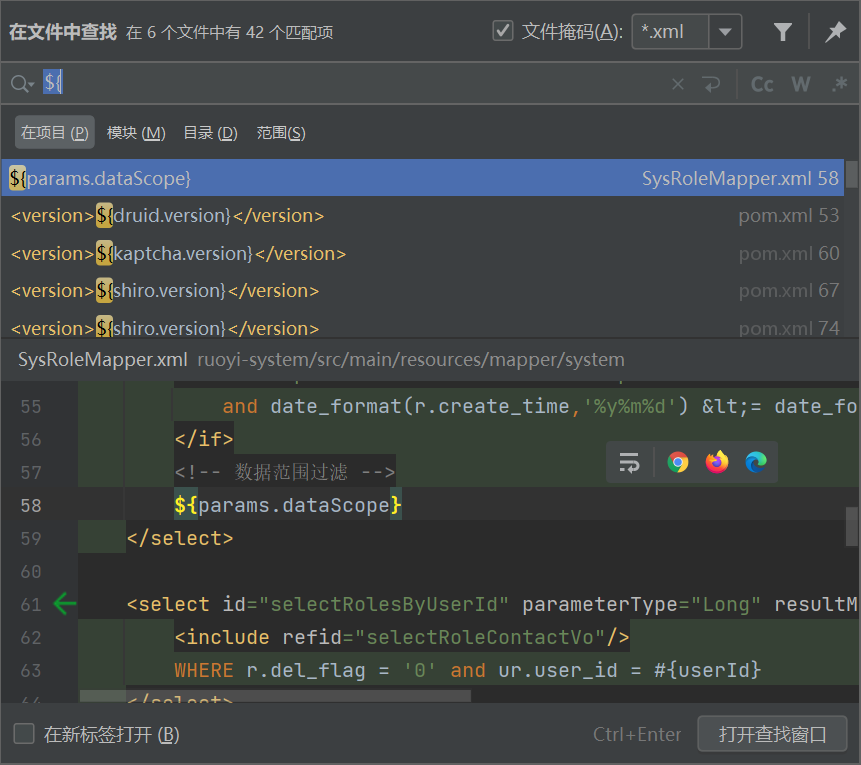 在文件中查找 在 6 个文件中有 42 个匹配项 文件掩码(A): *.xml
${ Cc W .*
在项目 (P) 模块 (M) 目录 (D) 范围(S)
${params.dataScope} SysRoleMapper.xml 58
<version>${druid.version}</version> pom.xml 53
<version>${kaptcha.version}</version> pom.xml 60
<version>${shiro.version}</version> pom.xml 67
<version>${shiro.version}</version> pom.xml 74
SysRoleMapper.xml ruoyi-system/src/main/resources/mapper/system
55 and date_format(r.create_time,'%y%m%d') &lt;= date_fo
56 </if>
57 <!-- 数据范围过滤 -->
58 ${params.dataScope}
59 </select>
60
61 <select id="selectRolesByUserId" parameterType="Long" resultM
62 <include refid="selectRoleContactVo"/>
63 WHERE r.del_flag = '0' and ur.user_id = #{userId}
64 </select>
在新标签打开 (B) Ctrl+Enter 打开查找窗口